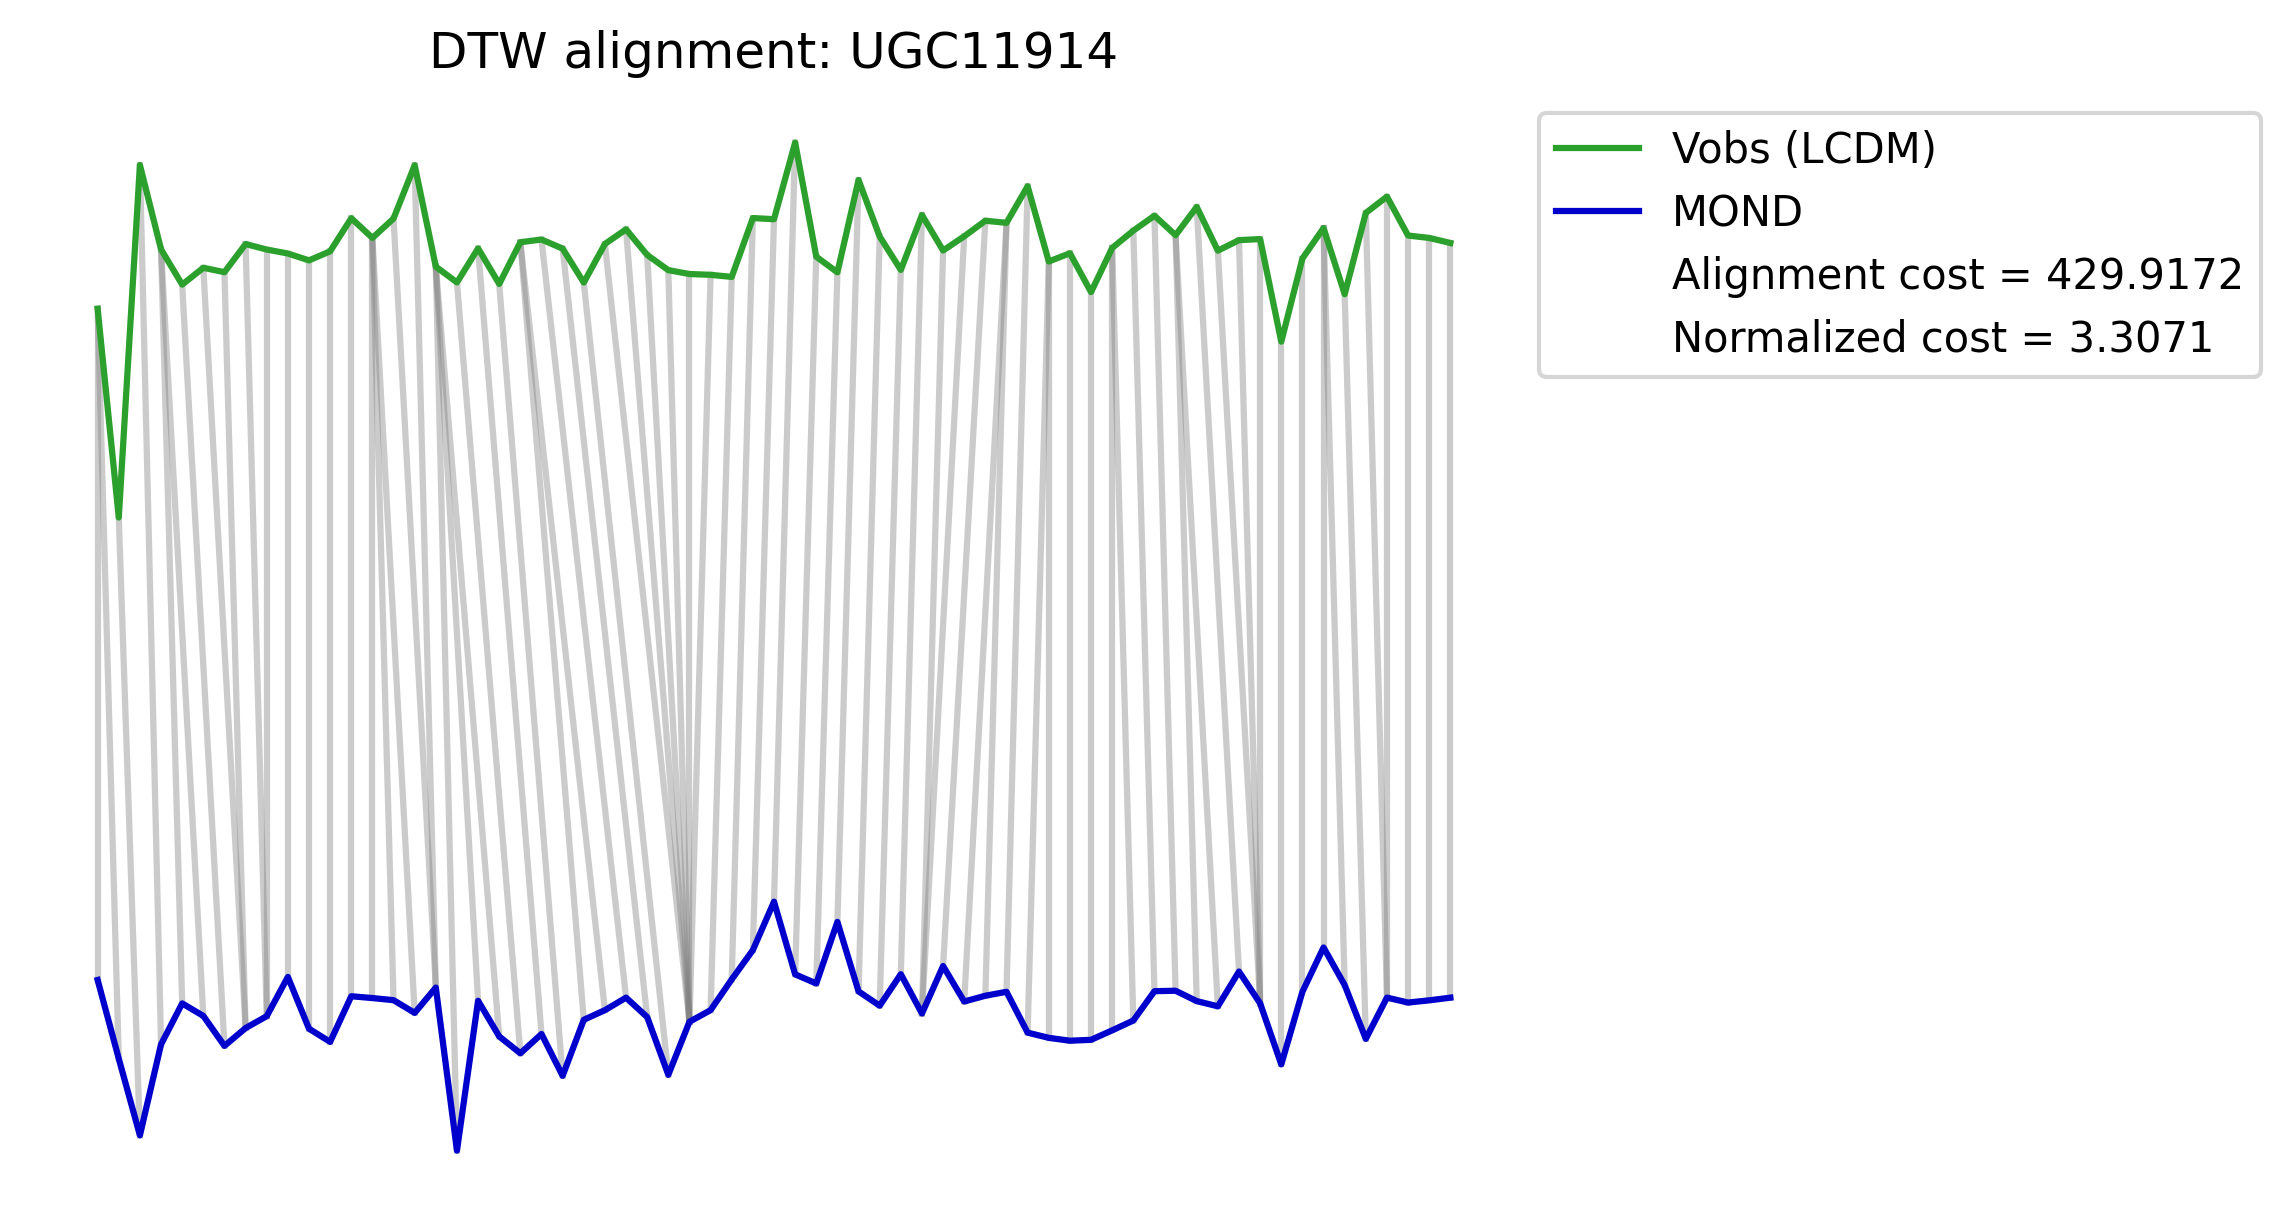 DTW alignment: UGC11914
Vobs (LCDM)
MOND
Alignment cost = 429.9172
Normalized cost = 3.3071